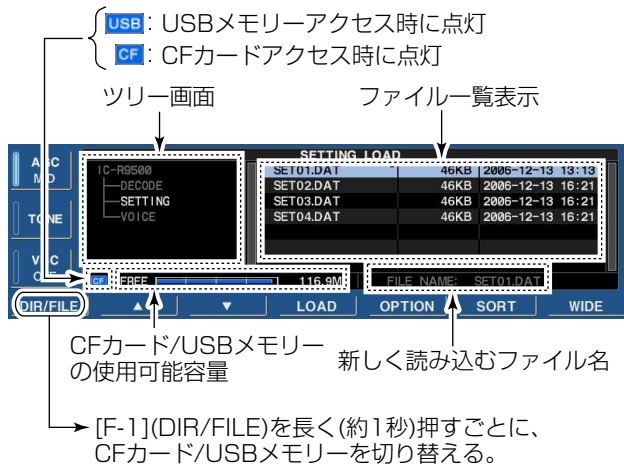 USB : USBメモリーアクセス時に点灯
CF : CFカードアクセス時に点灯
ツリー画面
ファイル一覧表示
SETTING LOAD
AGC
MID
IC-R9500
DECODE
SETTING
VOICE
SET01.DAT 46KB 2006-12-13 13:13
SET02.DAT 46KB 2006-12-13 16:21
SET03.DAT 46KB 2006-12-13 16:21
SET04.DAT 46KB 2006-12-13 16:21
TONE
CF FREE 116.9M
FILE NAME: SET01.DAT
DIR/FILE ▲ ▼ LOAD OPTION SORT WIDE
CFカード/USBメモリー
の使用可能容量
新しく読み込むファイル名
[F-1](DIR/FILE)を長く(約1秒)押すごとに、
CFカード/USBメモリーを切り替える。